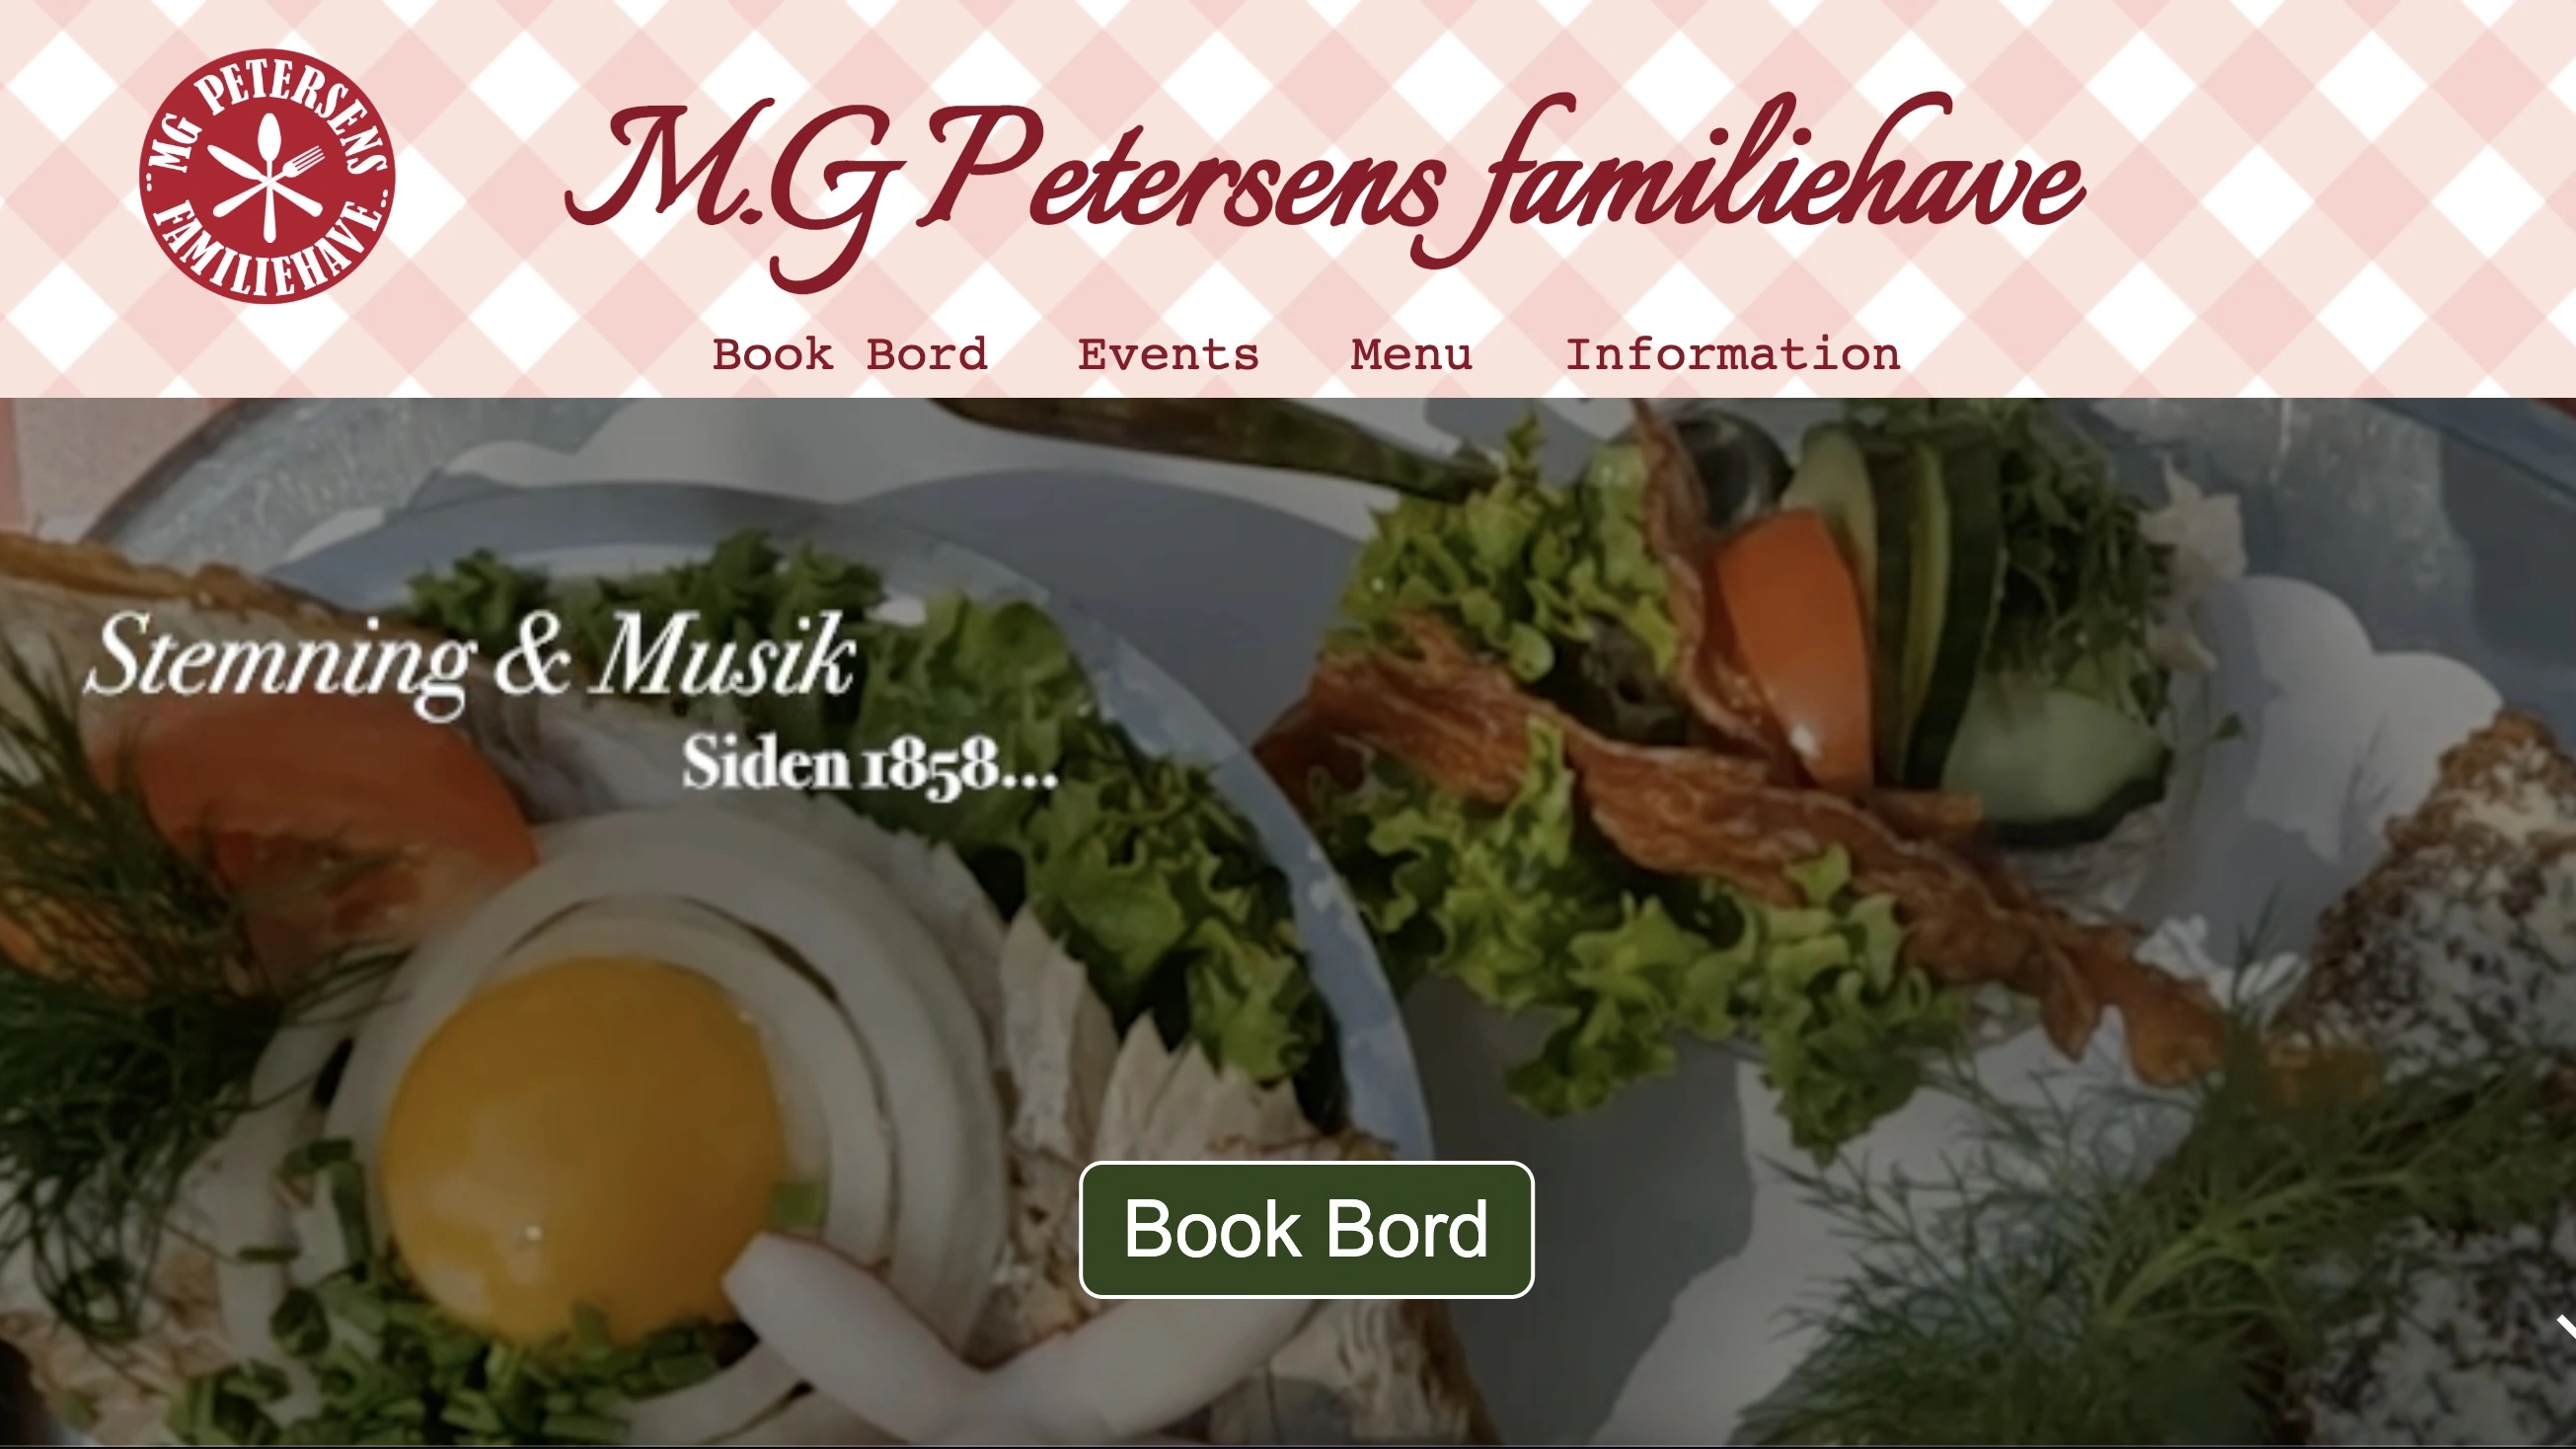 MG PETERSENS
FAMILIEHAVE
M.G Petersens familiehave
Book Bord Events Menu Information
Stemning & Musik
Siden 1858...
Book Bord